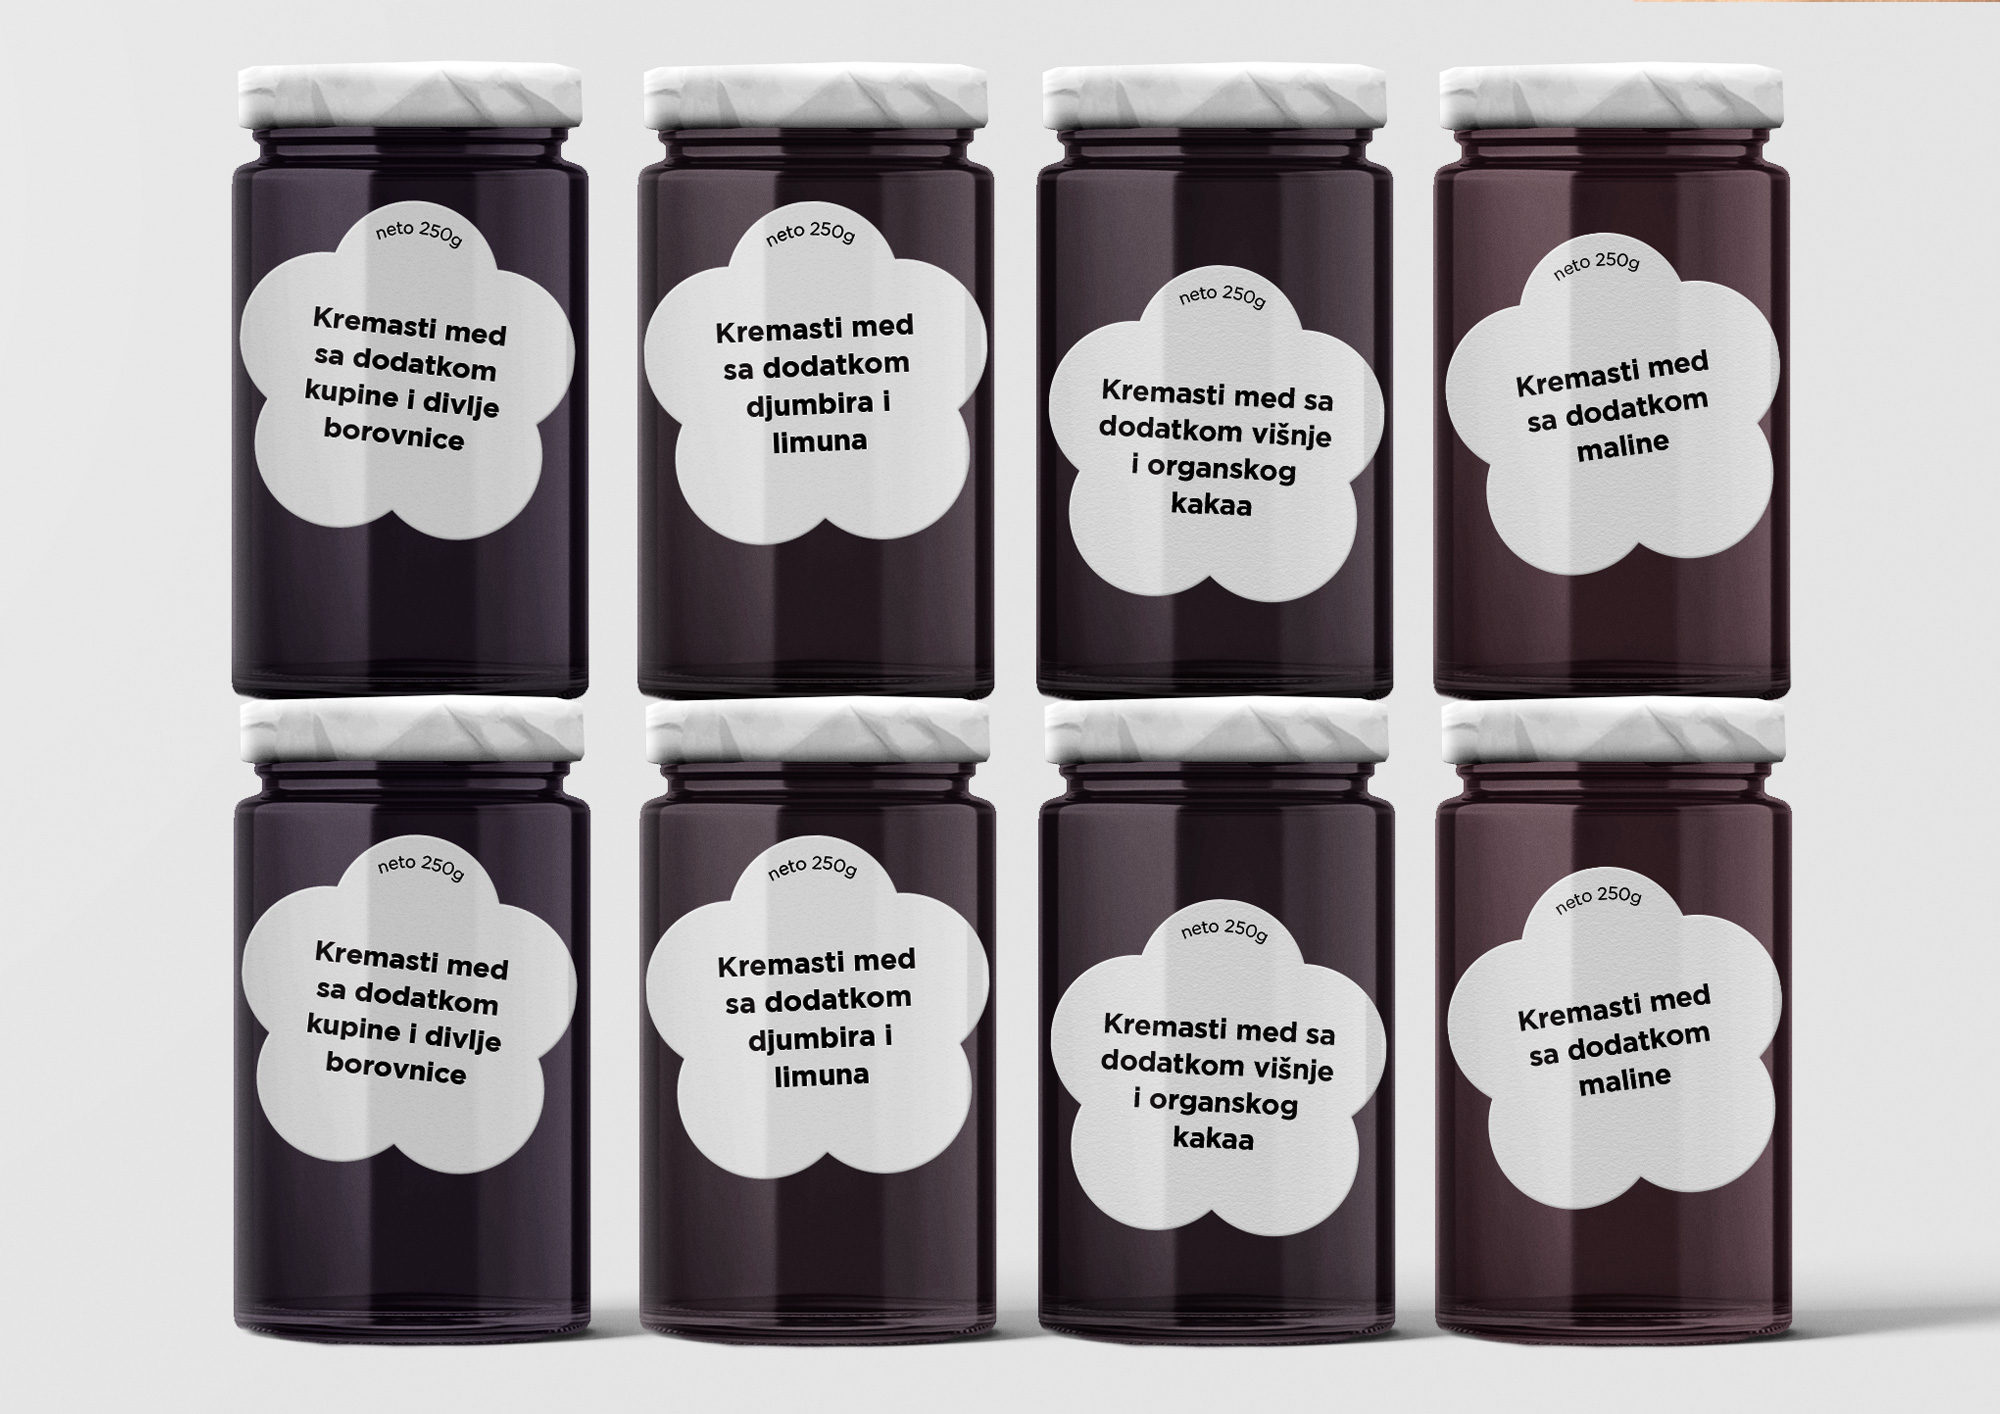 neto 250g
Kremasti med
sa dodatkom
kupine i divlje
borovnice
neto 250g
Kremasti med
sa dodatkom
djumbira i
limuna
neto 250g
Kremasti med sa
dodatkom višnje
i organskog
kakaa
neto 250g
Kremasti med
sa dodatkom
maline
neto 250g
Kremasti med
sa dodatkom
kupine i divlje
borovnice
neto 250g
Kremasti med
sa dodatkom
djumbira i
limuna
neto 250g
Kremasti med sa
dodatkom višnje
i organskog
kakaa
neto 250g
Kremasti med
sa dodatkom
maline